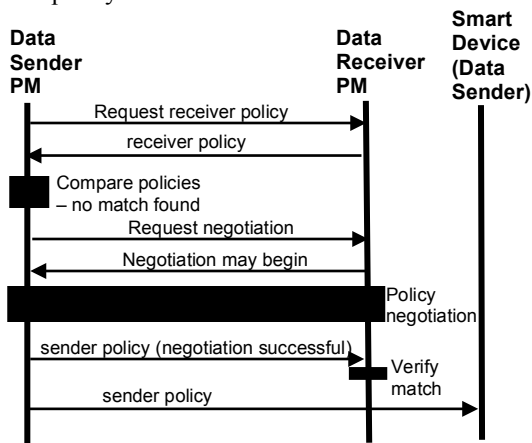 Data
Sender
PM
Data
Receiver
PM
Smart
Device
(Data
Sender)
Request receiver policy
receiver policy
Compare policies
– no match found
Request negotiation
Negotiation may begin
Policy
negotiation
sender policy (negotiation successful)
Verify
match
sender policy